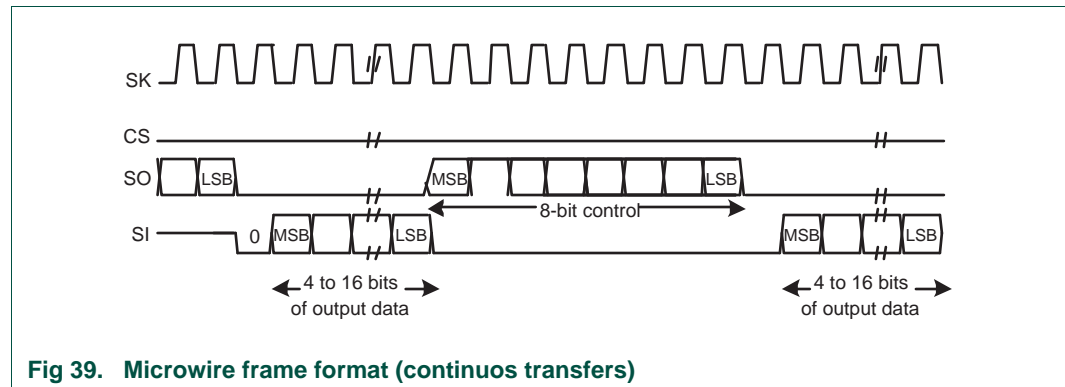 SK
CS
SO LSB MSB LSB
8-bit control
SI 0 MSB LSB MSB LSB
4 to 16 bits 4 to 16 bits
of output data of output data
Fig 39. Microwire frame format (continuos transfers)